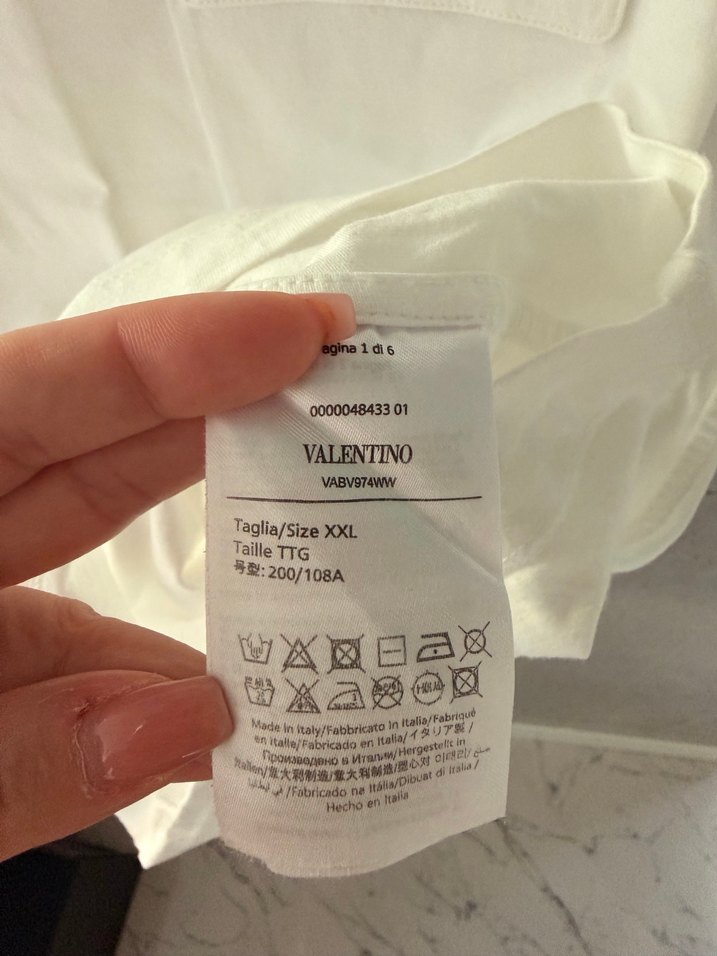 agina 1 di 6
0000048433 01
VALENTINO
VABV974WW
Taglia/Size XXL
Taille TTG
号型: 200/108A
Made in Italy/Fabbricato in Italia/Fabriqué
en Italie/Fabricado en Italia/イタリア製/
Произведено в Италии/Hergestellt in
Italien/意大利制造/意大利制造/
/Fabricado na Itália/Dibuat di Italia/
Hecho en Italia